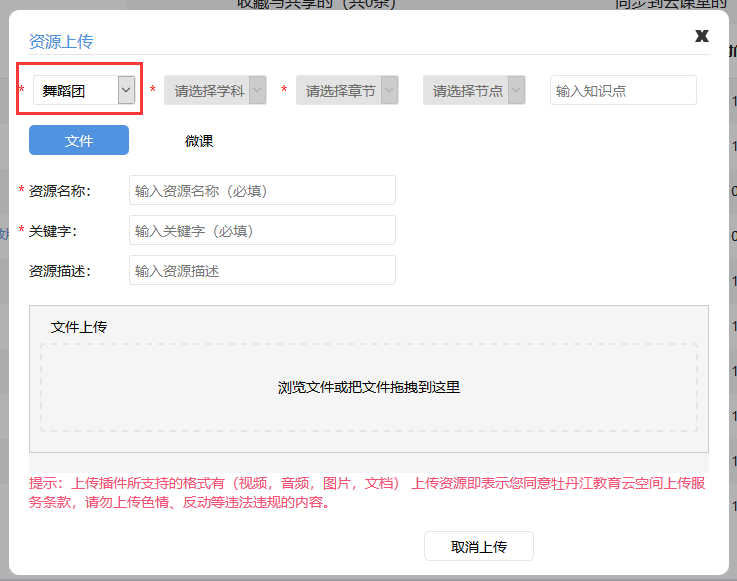 收藏与共享的（共0条）
同步到云课堂的
资源上传
X
* 舞蹈团 * 请选择学科 * 请选择章节 请选择节点 输入知识点
文件 微课
* 资源名称： 输入资源名称（必填）
* 关键字： 输入关键字（必填）
资源描述： 输入资源描述
文件上传
浏览文件或把文件拖拽到这里
提示：上传插件所支持的格式有（视频，音频，图片，文档） 上传资源即表示您同意牡丹江教育云空间上传服
务条款，请勿上传色情、反动等违法违规的内容。
取消上传